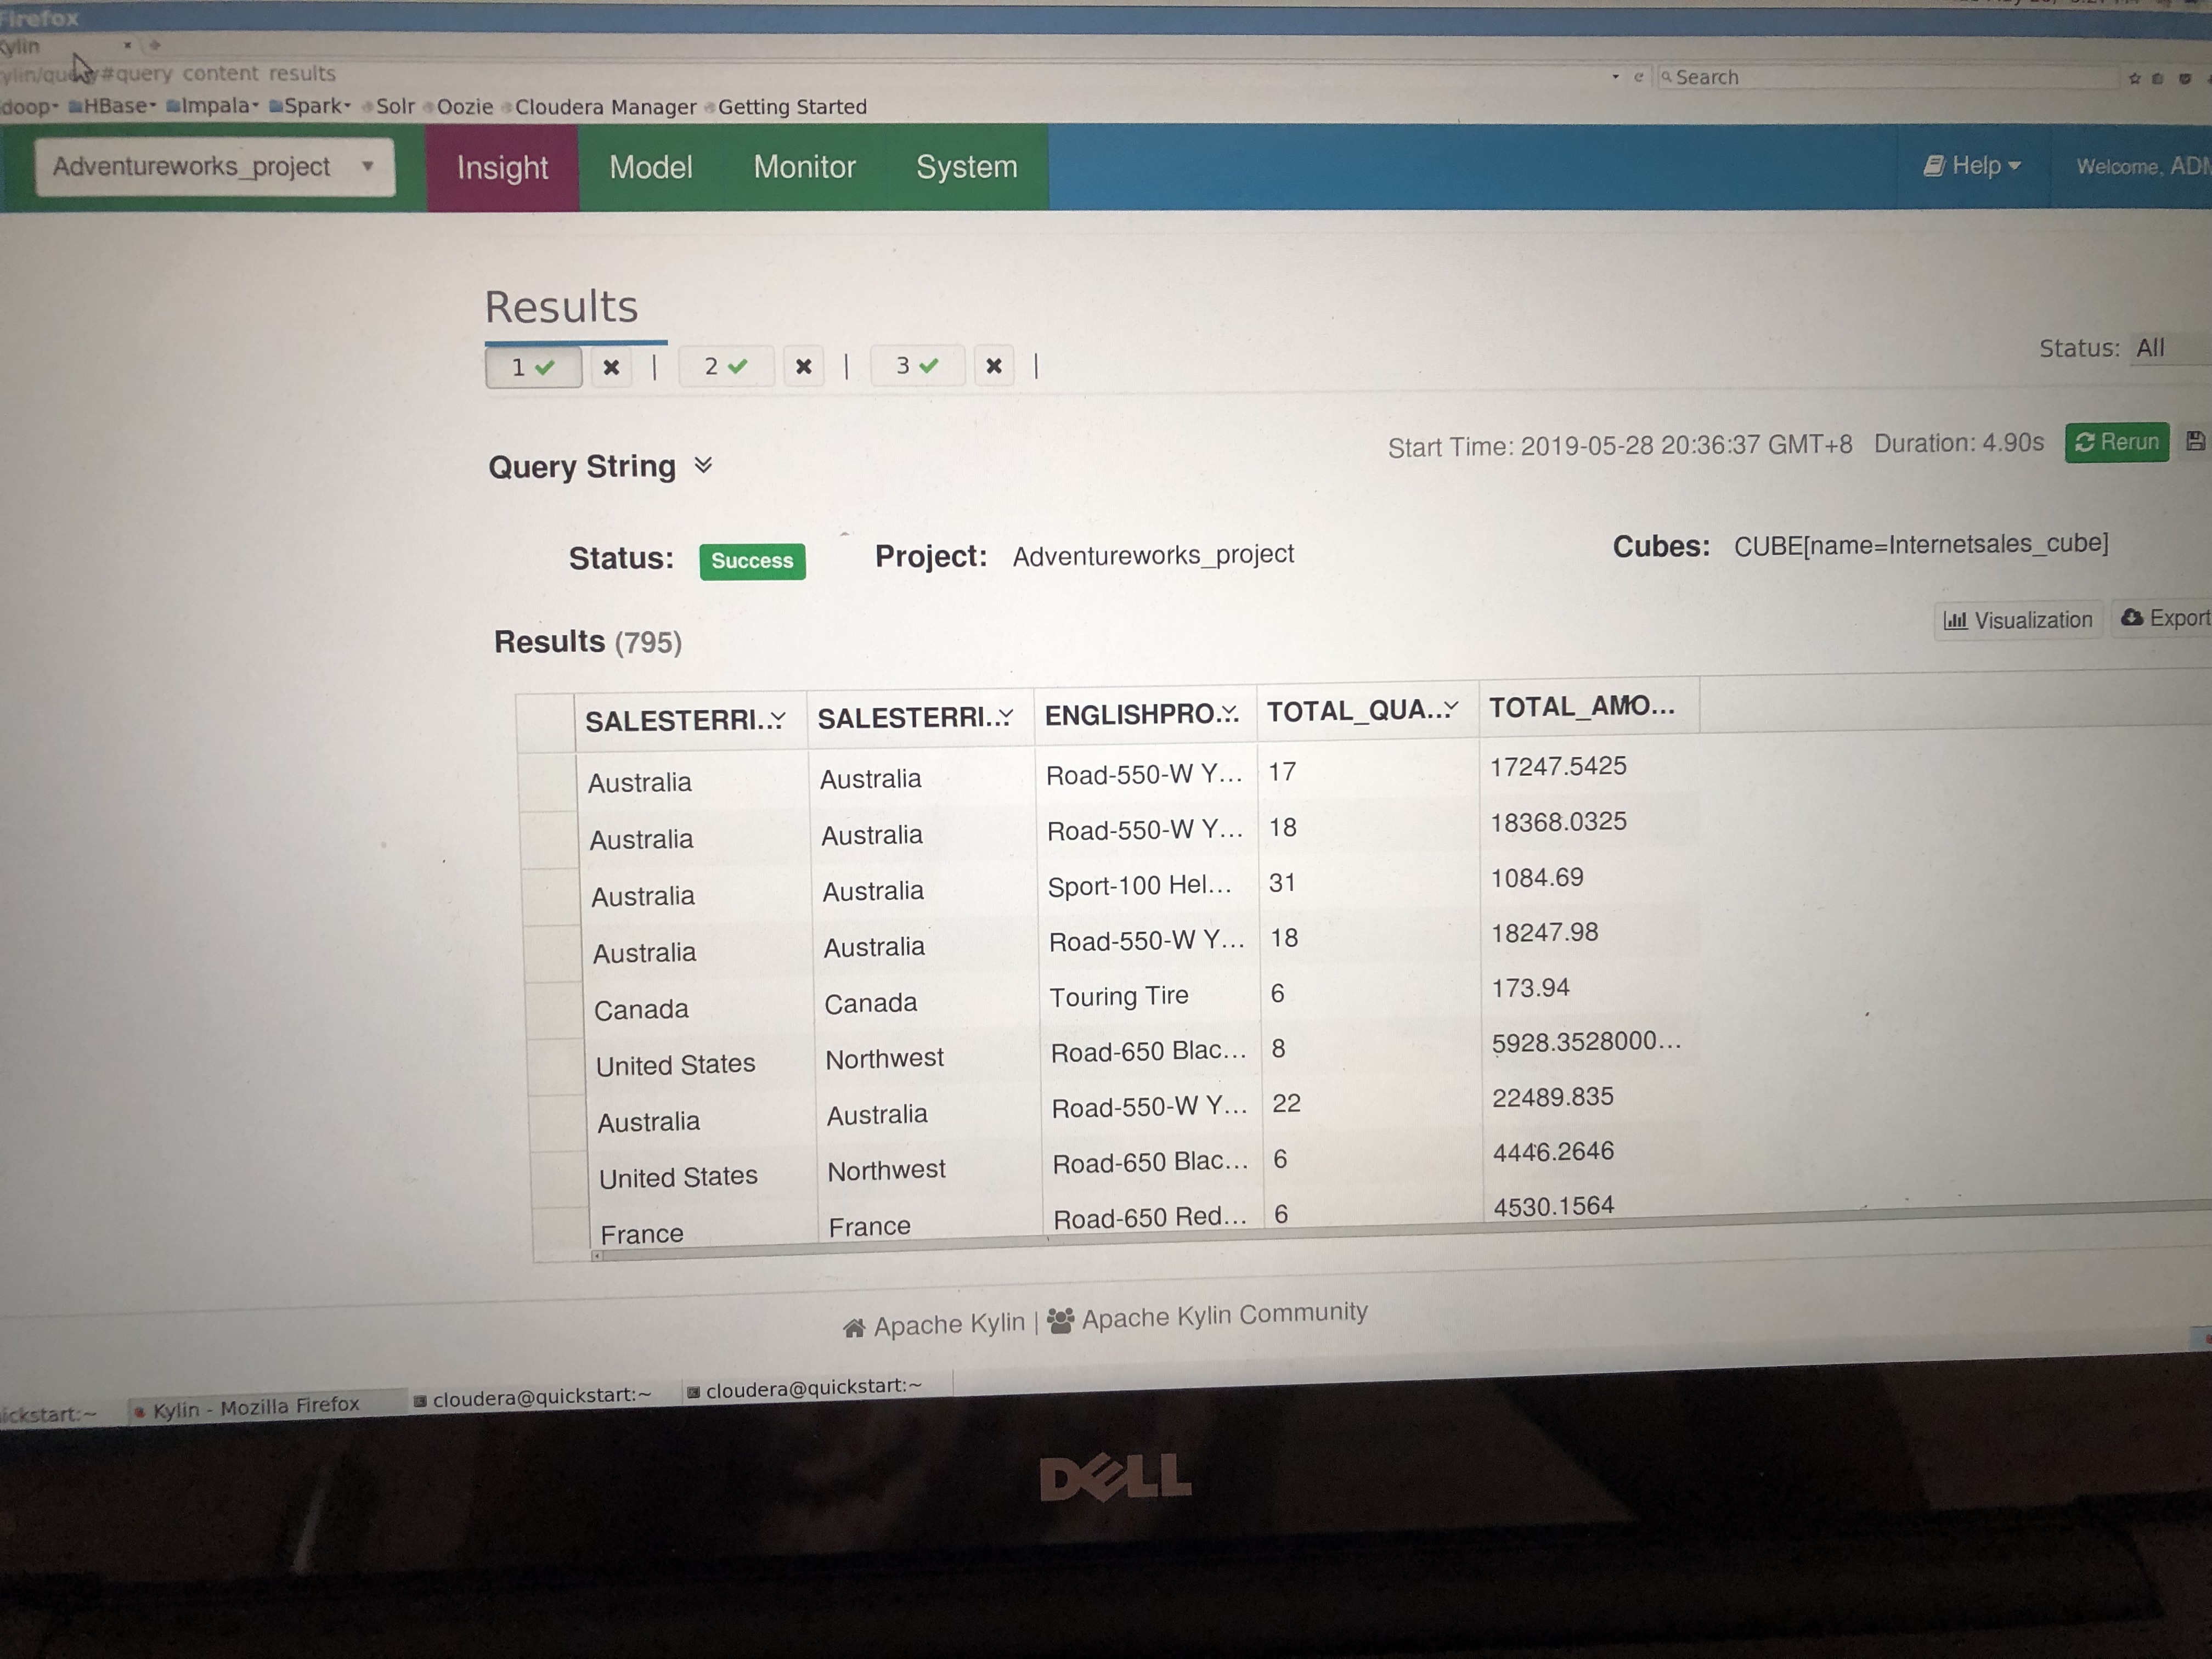 Firefox
Kylin
ylin/query#query content results
Search
doop HBase Impala Spark Solr Oozie Cloudera Manager Getting Started
Adventureworks_project Insight Model Monitor System Help Welcome, ADM
Results
1 | 2 | 3 |
Status: All
Query String
Start Time: 2019-05-28 20:36:37 GMT+8 Duration: 4.90s Rerun
Status: Success Project: Adventureworks_project Cubes: CUBE[name=Internetsales_cube]
Visualization Export
Results (795)
SALESTERRI... SALESTERRI... ENGLISHPRO... TOTAL_QUA... TOTAL_AMO...
Australia Australia Road-550-W Y... 17 17247.5425
Australia Australia Road-550-W Y... 18 18368.0325
Australia Australia Sport-100 Hel... 31 1084.69
Australia Australia Road-550-W Y... 18 18247.98
Canada Canada Touring Tire 6 173.94
United States Northwest Road-650 Blac... 8 5928.3528000...
Australia Australia Road-550-W Y... 22 22489.835
United States Northwest Road-650 Blac... 6 4446.2646
France France Road-650 Red... 6 4530.1564
Apache Kylin | Apache Kylin Community
ickstart:~ Kylin - Mozilla Firefox cloudera@quickstart:~ cloudera@quickstart:~
DELL